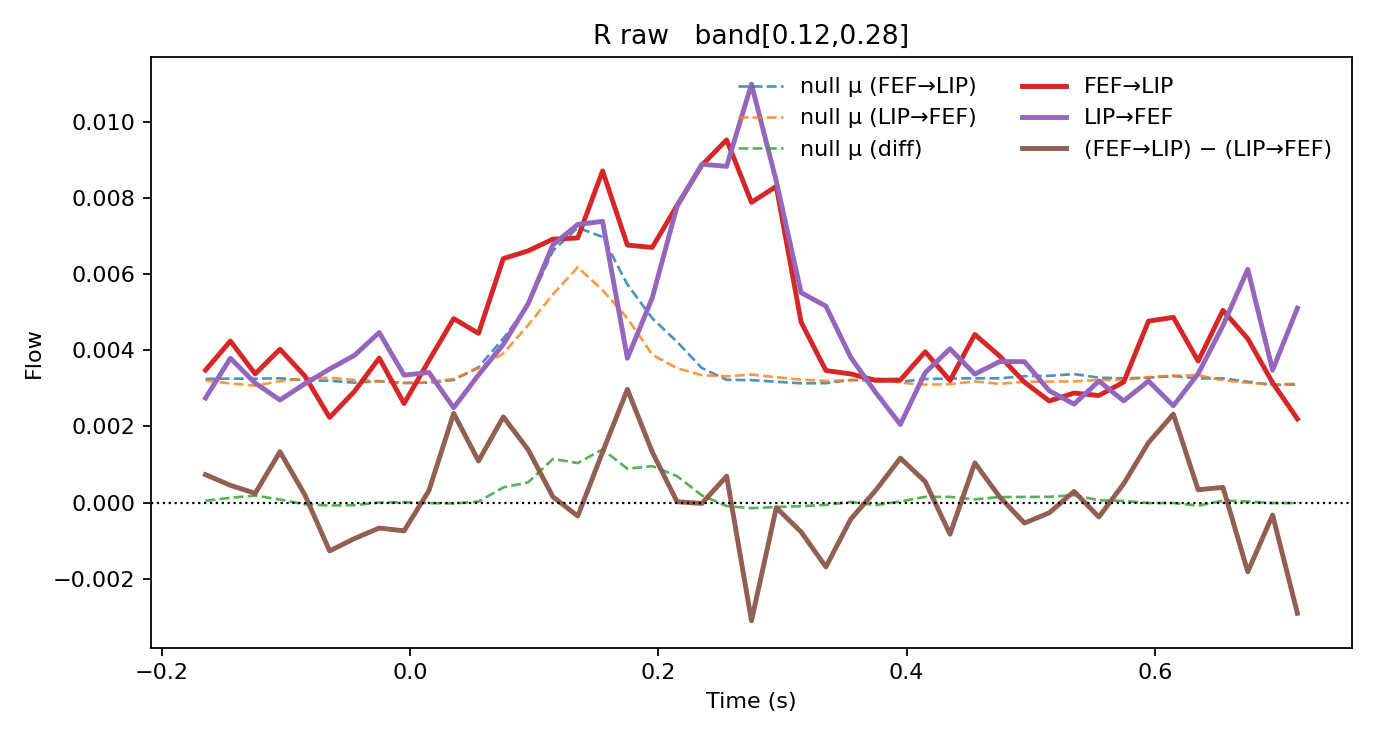 R raw   band[0.12,0.28]
null μ (FEF→LIP)
null μ (LIP→FEF)
null μ (diff)
FEF→LIP
LIP→FEF
(FEF→LIP) − (LIP→FEF)
Flow
0.010
0.008
0.006
0.004
0.002
0.000
−0.002
−0.2
0.0
0.2
0.4
0.6
Time (s)